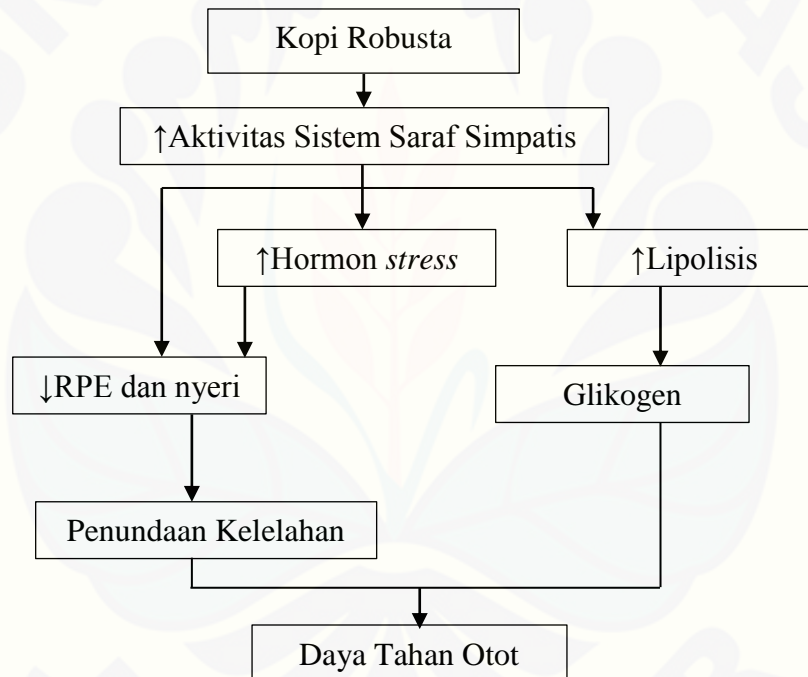 Kopi Robusta
↑Aktivitas Sistem Saraf Simpatis
↑Hormon stress
↑Lipolisis
↓RPE dan nyeri
Glikogen
Penundaan Kelelahan
Daya Tahan Otot